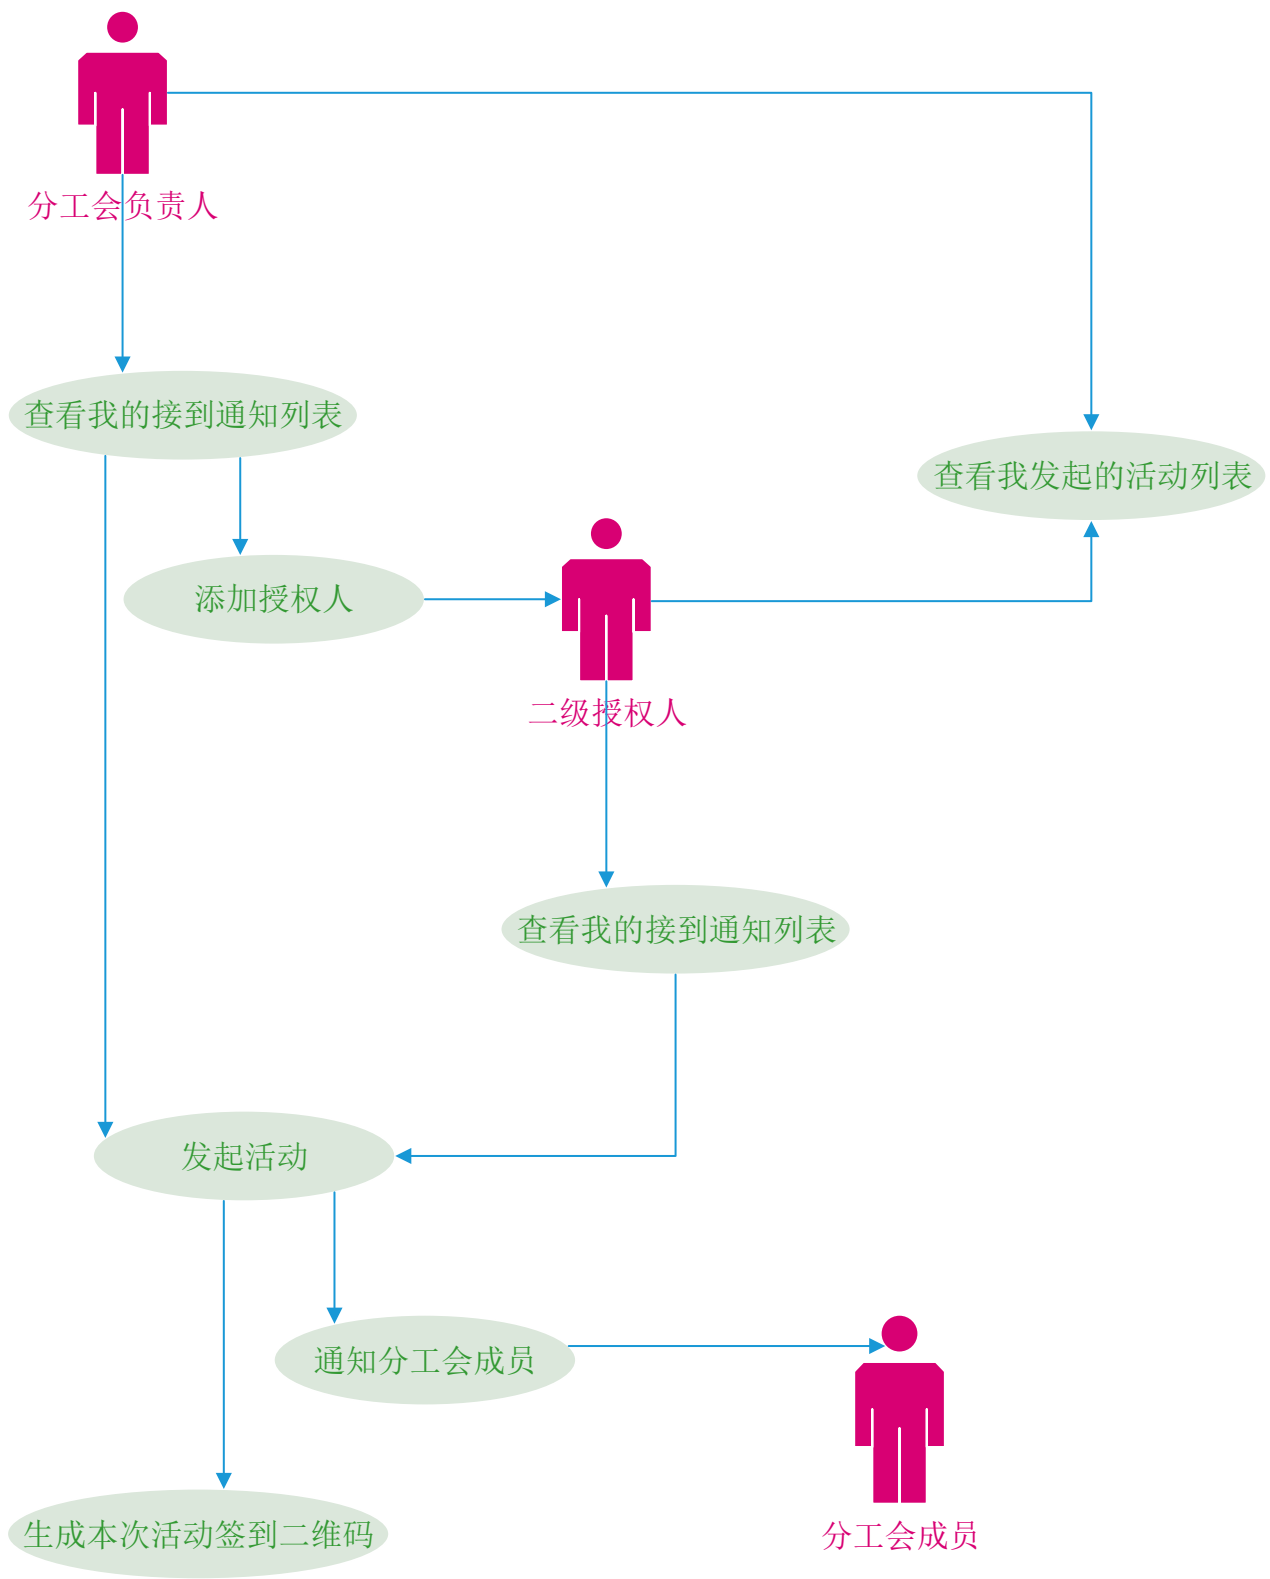 分工会负责人
查看我的接到通知列表
查看我发起的活动列表
添加授权人
二级授权人
查看我的接到通知列表
发起活动
通知分工会成员
生成本次活动签到二维码
分工会成员